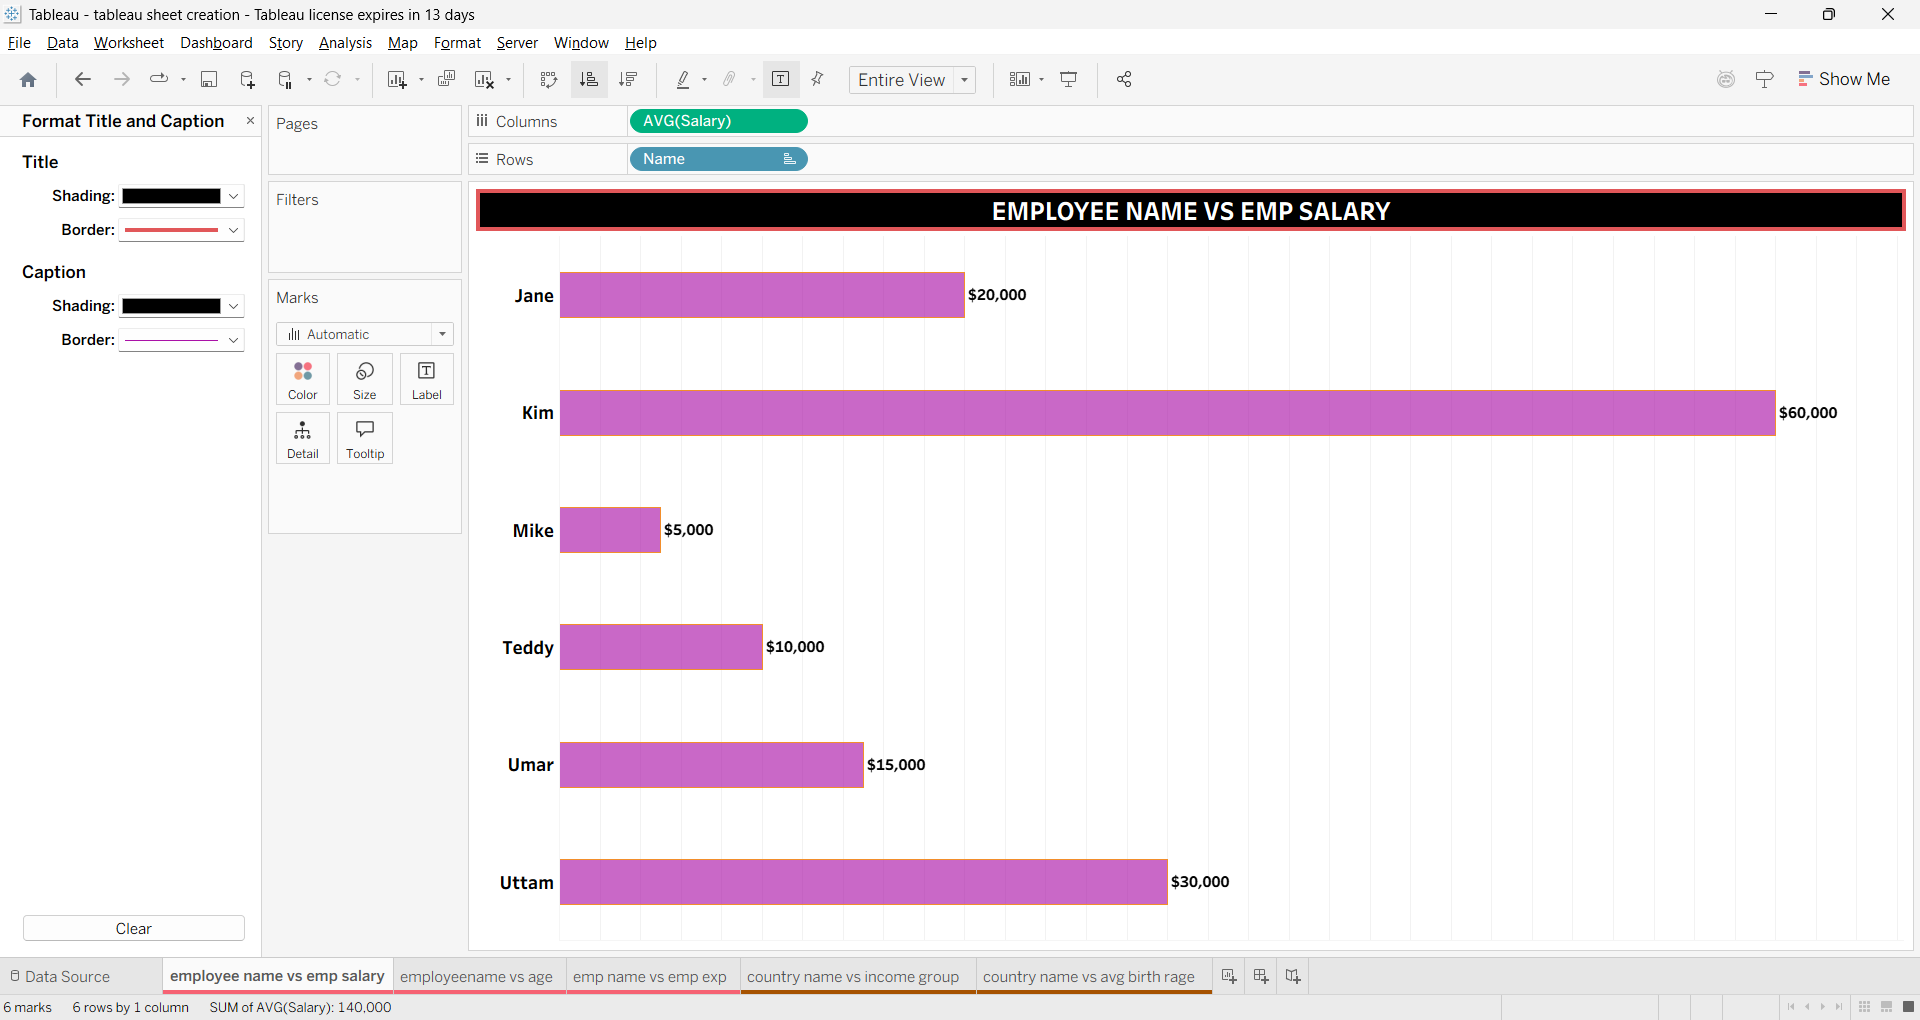 Tableau - tableau sheet creation - Tableau license expires in 13 days
File Data Worksheet Dashboard Story Analysis Map Format Server Window Help
Entire View
Show Me
Format Title and Caption
Title
Shading:
Border:
Caption
Shading:
Border:
Clear
Pages
Filters
Marks
Automatic
Color Size Label
Detail Tooltip
Columns AVG(Salary)
Rows Name
EMPLOYEE NAME VS EMP SALARY
Jane $20,000
Kim $60,000
Mike $5,000
Teddy $10,000
Umar $15,000
Uttam $30,000
Data Source employee name vs emp salary employeename vs age emp name vs emp exp country name vs income group country name vs avg birth rage
6 marks 6 rows by 1 column SUM of AVG(Salary): 140,000